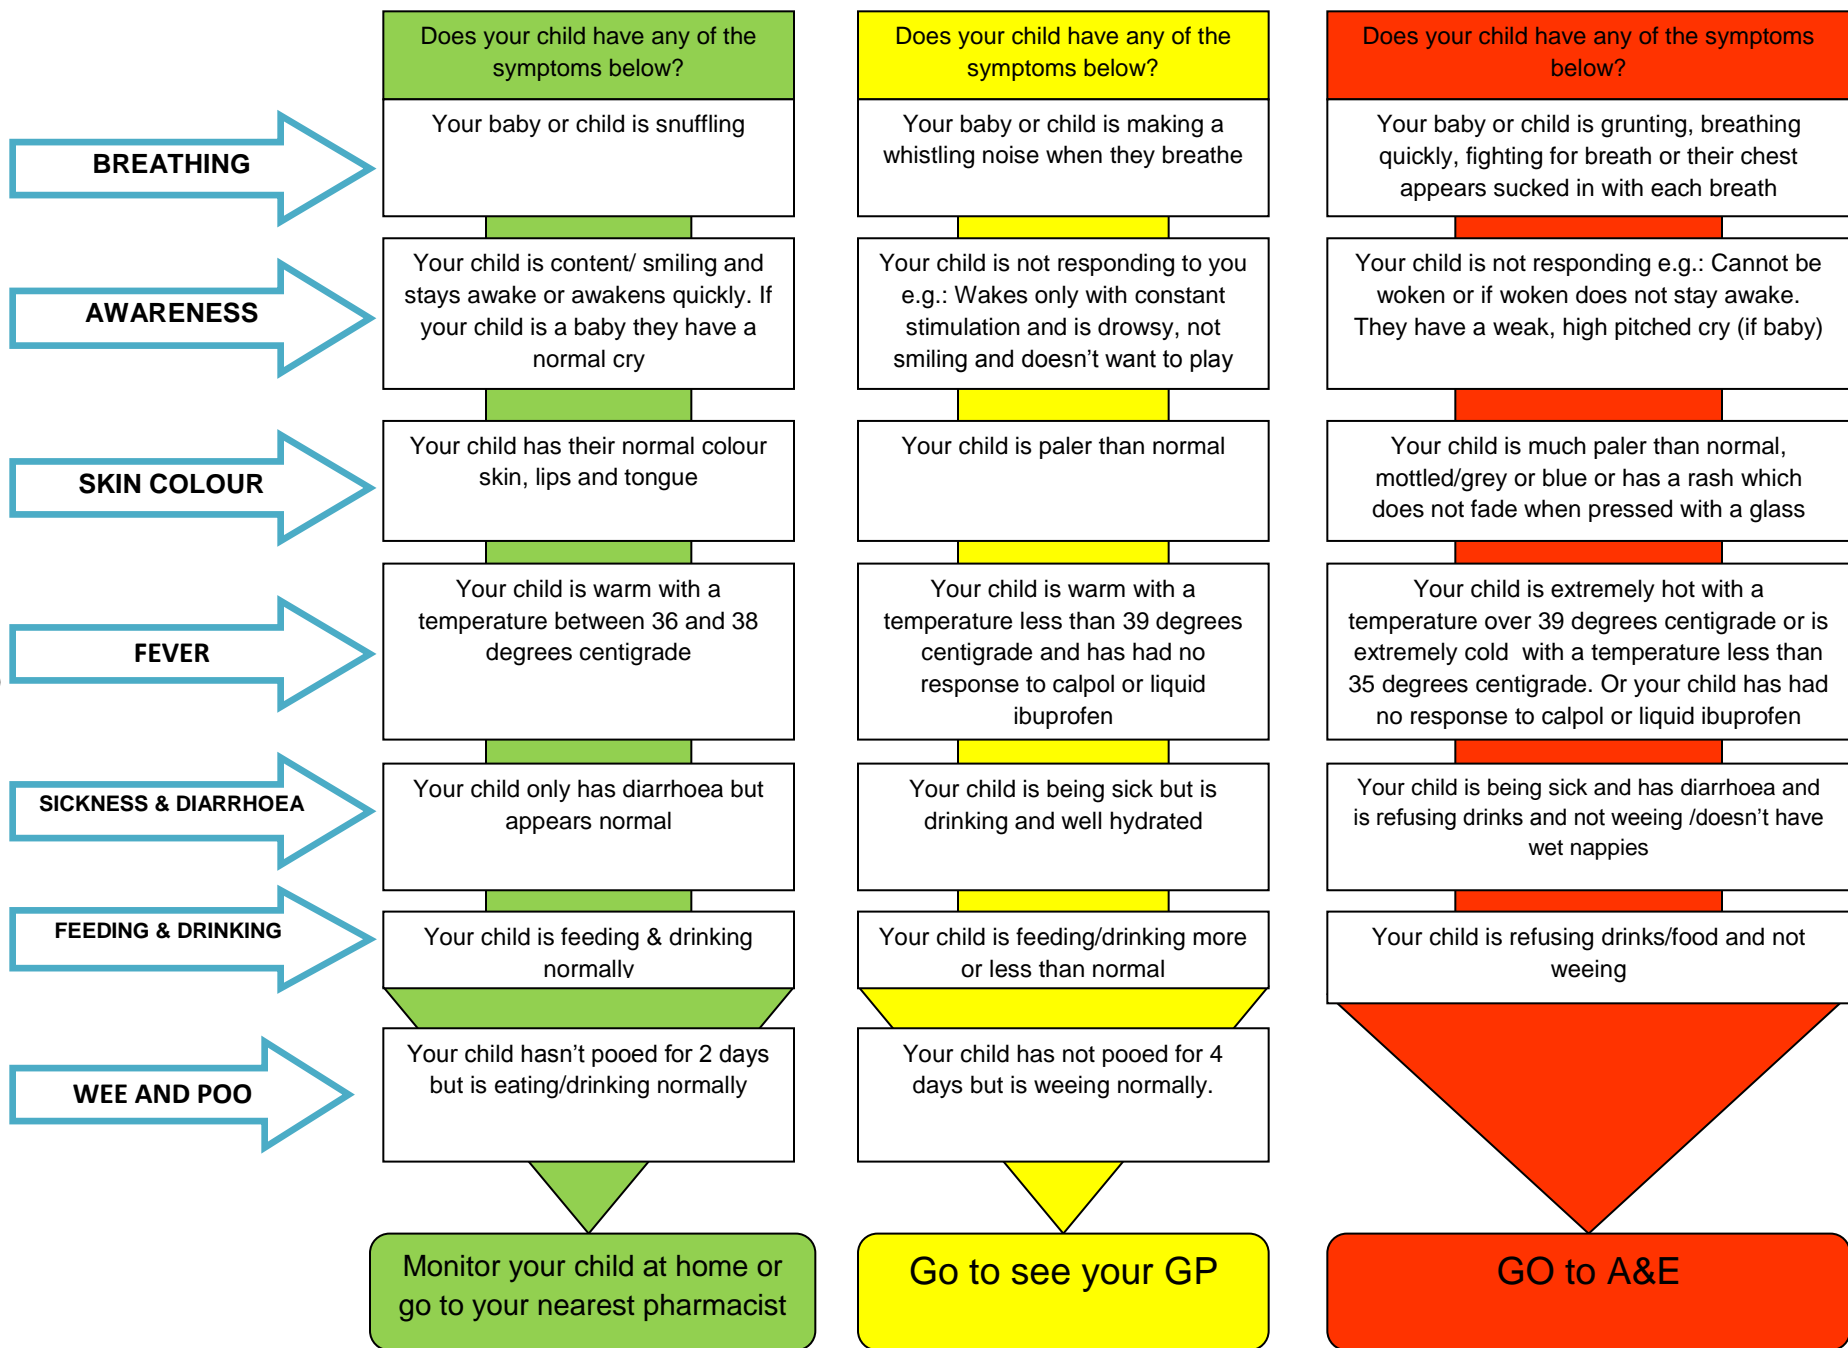 Does your child have any of the
symptoms below?
Does your child have any of the
symptoms below?
Does your child have any of the symptoms
below?
BREATHING
Your baby or child is snuffling
Your baby or child is making a
whistling noise when they breathe
Your baby or child is grunting, breathing
quickly, fighting for breath or their chest
appears sucked in with each breath
AWARENESS
Your child is content/ smiling and
stays awake or awakens quickly. If
your child is a baby they have a
normal cry
Your child is not responding to you
e.g.: Wakes only with constant
stimulation and is drowsy, not
smiling and doesn't want to play
Your child is not responding e.g.: Cannot be
woken or if woken does not stay awake.
They have a weak, high pitched cry (if baby)
SKIN COLOUR
Your child has their normal colour
skin, lips and tongue
Your child is paler than normal
Your child is much paler than normal,
mottled/grey or blue or has a rash which
does not fade when pressed with a glass
FEVER
Your child is warm with a
temperature between 36 and 38
degrees centigrade
Your child is warm with a
temperature less than 39 degrees
centigrade and has had no
response to calpol or liquid
ibuprofen
Your child is extremely hot with a
temperature over 39 degrees centigrade or is
extremely cold with a temperature less than
35 degrees centigrade. Or your child has had
no response to calpol or liquid ibuprofen
SICKNESS & DIARRHOEA
Your child only has diarrhoea but
appears normal
Your child is being sick but is
drinking and well hydrated
Your child is being sick and has diarrhoea and
is refusing drinks and not weeing /doesn't have
wet nappies
FEEDING & DRINKING
Your child is feeding & drinking
normally
Your child is feeding/drinking more
or less than normal
Your child is refusing drinks/food and not
weeing
WEE AND POO
Your child hasn't pooed for 2 days
but is eating/drinking normally
Your child has not pooed for 4
days but is weeing normally.
Monitor your child at home or
go to your nearest pharmacist
Go to see your GP
GO to A&E